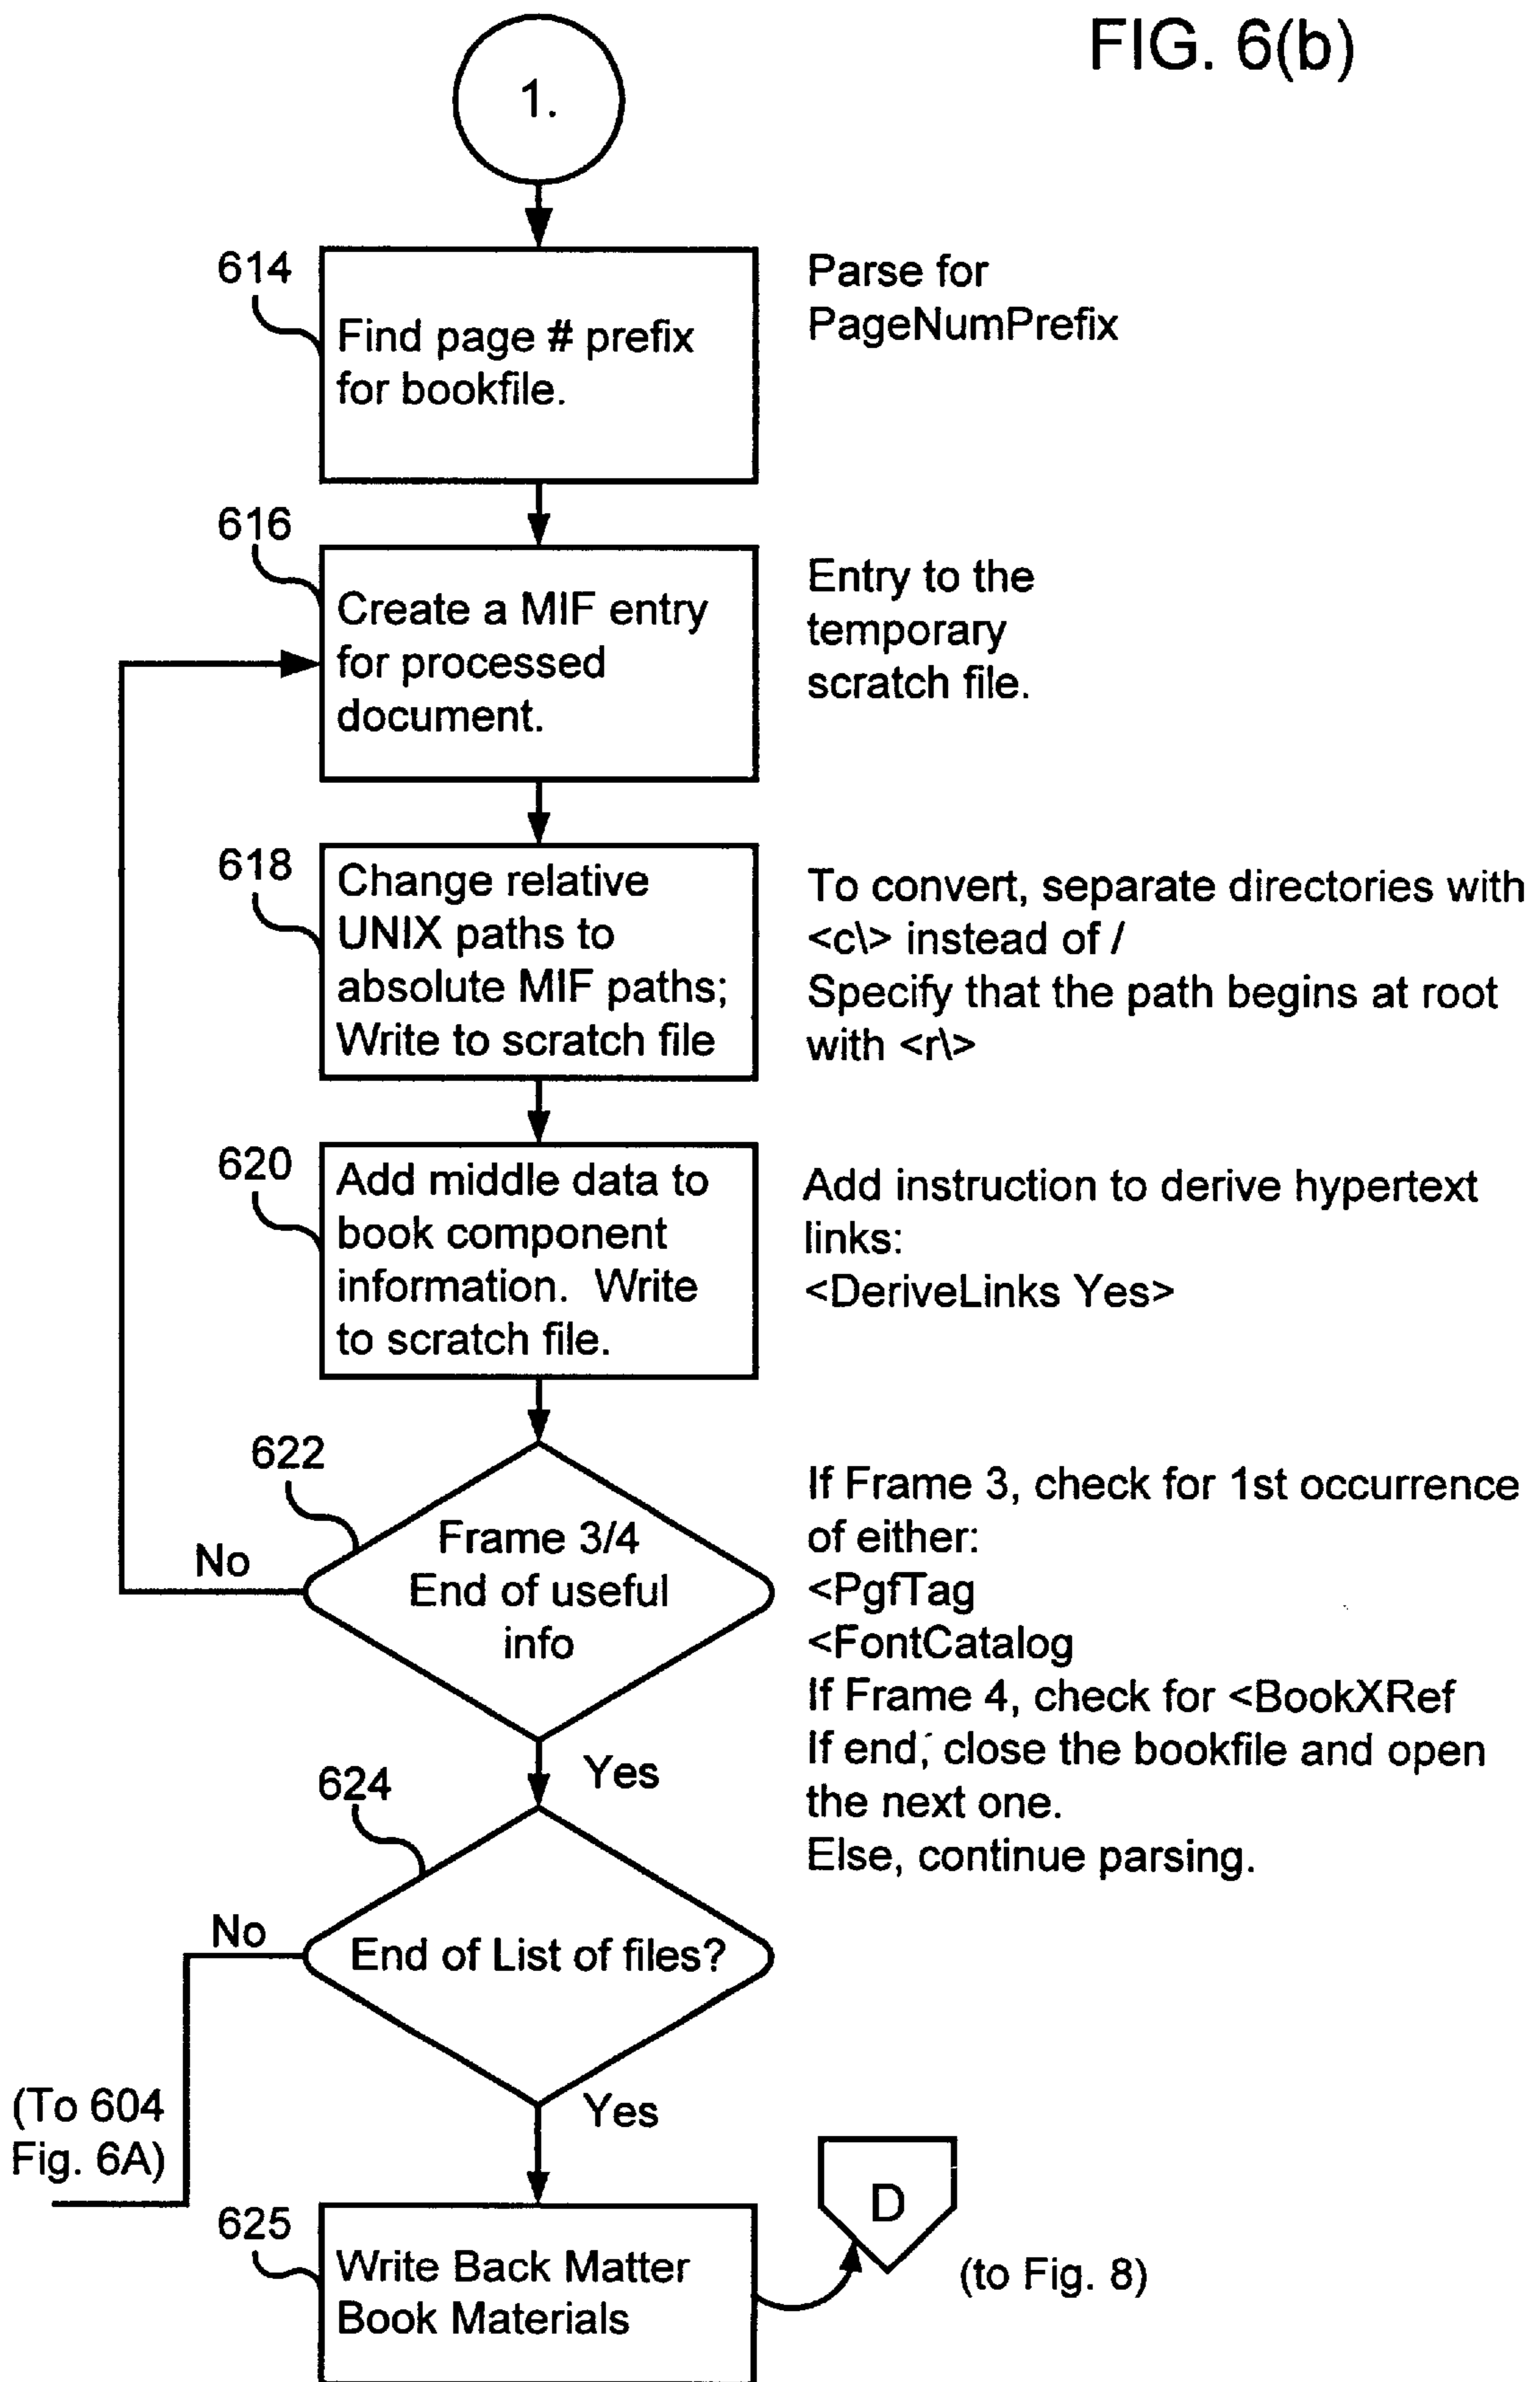 FIG. 6(b)
1.
614
Find page # prefix
for bookfile.
Parse for
PageNumPrefix
616
Create a MIF entry
for processed
document.
Entry to the
temporary
scratch file.
618
Change relative
UNIX paths to
absolute MIF paths;
Write to scratch file
To convert, separate directories with
<c\> instead of /
Specify that the path begins at root
with <r\>
620
Add middle data to
book component
information. Write
to scratch file.
Add instruction to derive hypertext
links:
<DeriveLinks Yes>
622
Frame 3/4
End of useful
info
No
Yes
If Frame 3, check for 1st occurrence
of either:
<PgfTag
<FontCatalog
If Frame 4, check for <BookXRef
If end, close the bookfile and open
the next one.
Else, continue parsing.
624
End of List of files?
No
Yes
(To 604
Fig. 6A)
625
Write Back Matter
Book Materials
D
(to Fig. 8)